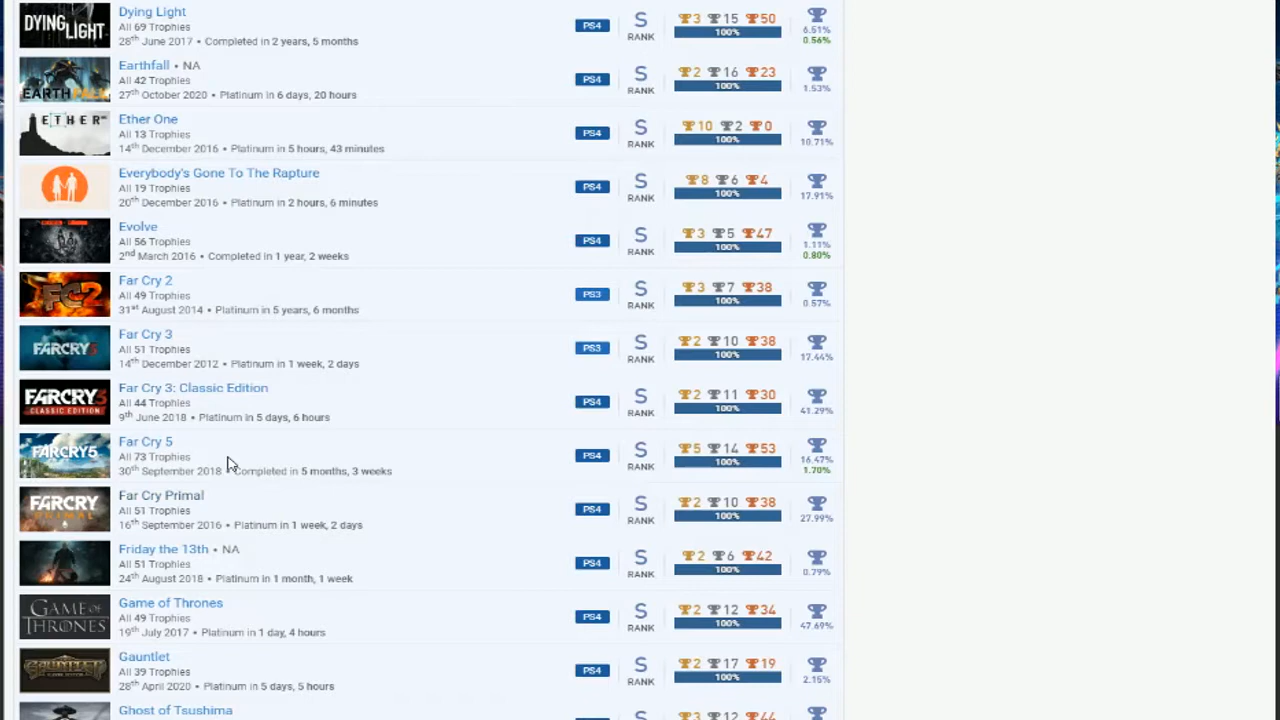 DYING LIGHT
Dying Light
All 69 Trophies
28th June 2017 • Completed in 2 years, 5 months
PS4
S
RANK
3 15 50
100%
6.51%
0.56%
EARTHFALL
Earthfall • NA
All 42 Trophies
27th October 2020 • Platinum in 6 days, 20 hours
PS4
S
RANK
2 16 23
100%
1.53%
ETHER
Ether One
All 13 Trophies
14th December 2016 • Platinum in 5 hours, 43 minutes
PS4
S
RANK
10 2 0
100%
10.71%
Everybody's Gone To The Rapture
All 19 Trophies
20th December 2016 • Platinum in 2 hours, 6 minutes
PS4
S
RANK
8 6 4
100%
17.91%
Evolve
All 56 Trophies
2nd March 2016 • Completed in 1 year, 2 weeks
PS4
S
RANK
3 5 47
100%
1.11%
0.80%
FC2
Far Cry 2
All 49 Trophies
31st August 2014 • Platinum in 5 years, 6 months
PS3
S
RANK
3 7 38
100%
0.57%
FARCRY3
Far Cry 3
All 51 Trophies
14th December 2012 • Platinum in 1 week, 2 days
PS3
S
RANK
2 10 38
100%
17.44%
FARCRY3
CLASSIC EDITION
Far Cry 3: Classic Edition
All 44 Trophies
9th June 2018 • Platinum in 5 days, 6 hours
PS4
S
RANK
2 11 30
100%
41.29%
FARCRY5
Far Cry 5
All 73 Trophies
30th September 2018 • Completed in 5 months, 3 weeks
PS4
S
RANK
5 14 53
100%
16.47%
1.70%
FARCRY
PRIMAL
Far Cry Primal
All 51 Trophies
16th September 2016 • Platinum in 1 week, 2 days
PS4
S
RANK
2 10 38
100%
27.99%
Friday the 13th • NA
All 51 Trophies
24th August 2018 • Platinum in 1 month, 1 week
PS4
S
RANK
2 6 42
100%
0.79%
GAME OF
THRONES
Game of Thrones
All 49 Trophies
19th July 2017 • Platinum in 1 day, 4 hours
PS4
S
RANK
2 12 34
100%
47.69%
GAUNTLET
Gauntlet
All 39 Trophies
28th April 2020 • Platinum in 5 days, 5 hours
PS4
S
RANK
2 17 19
100%
2.15%
Ghost of Tsushima
S
3 12 44